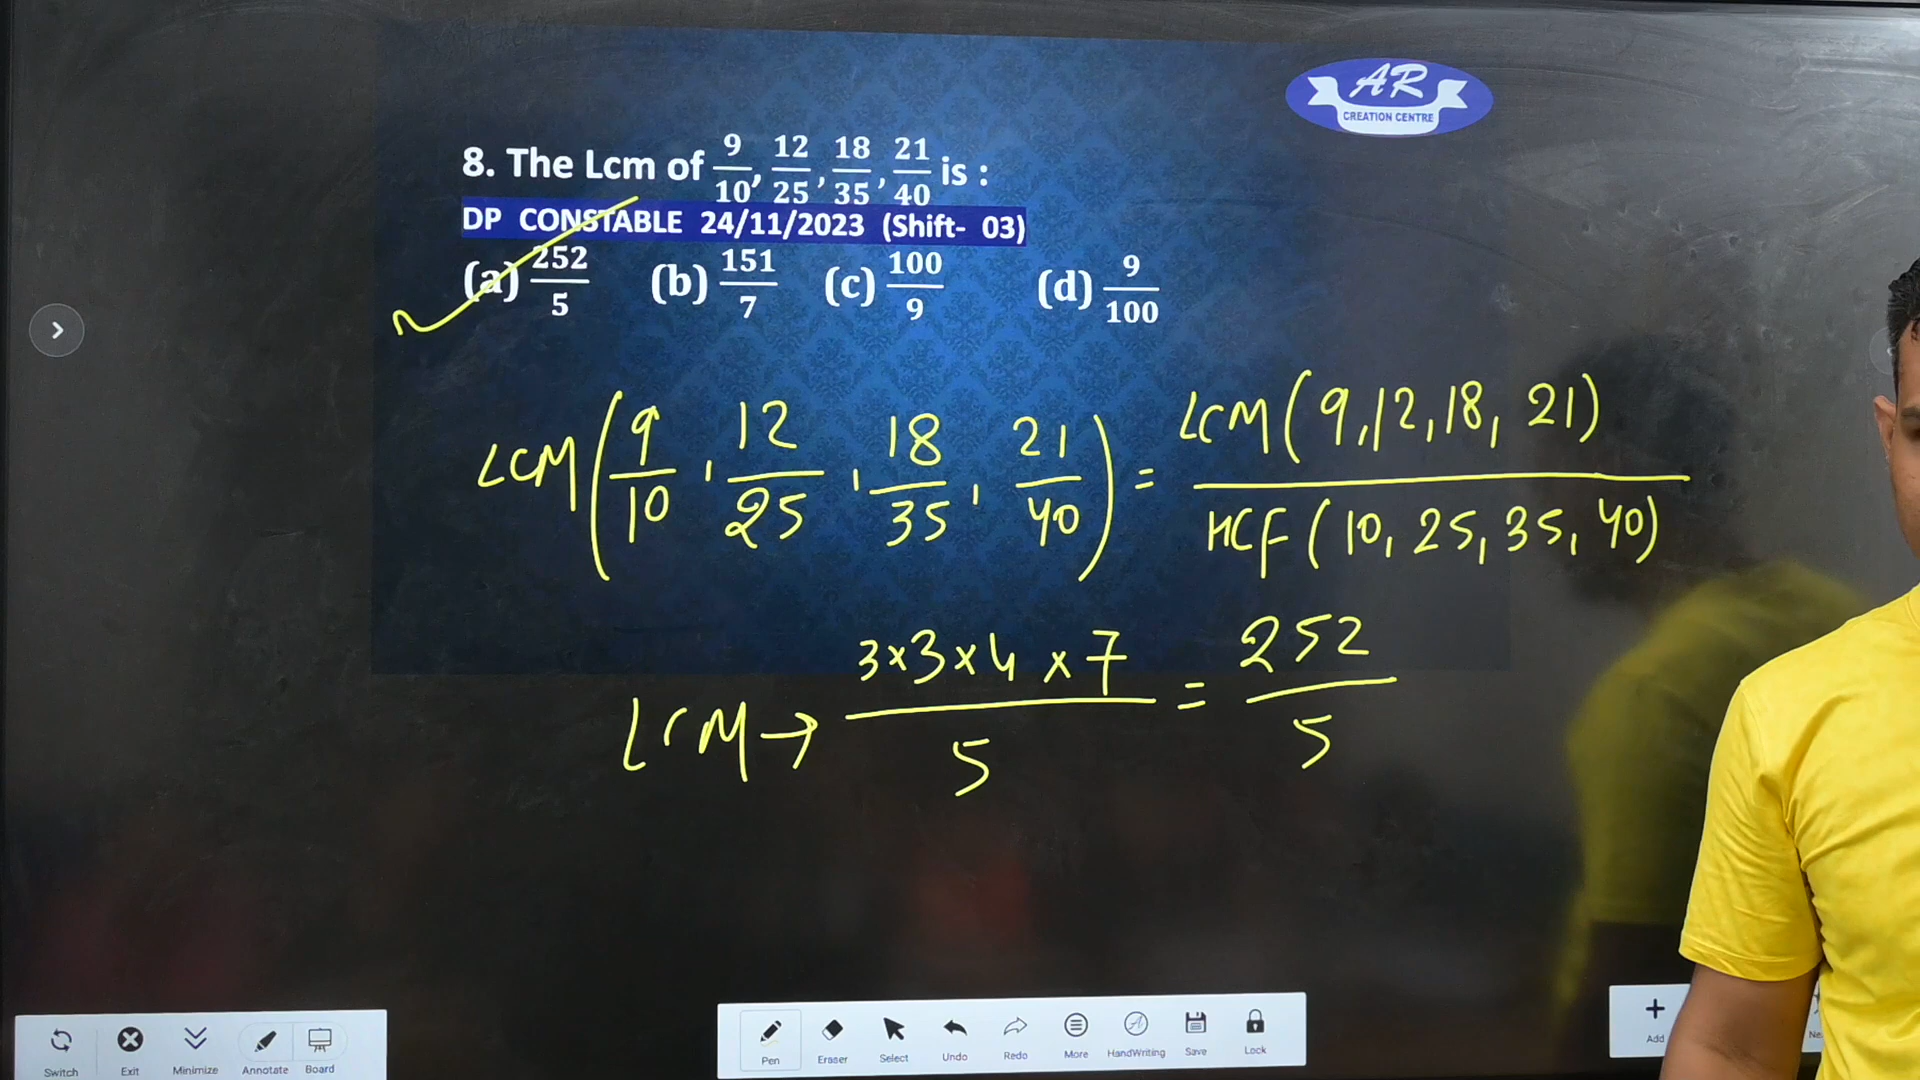 AR
CREATION CENTRE
8. The Lcm of 9/10, 12/25, 18/35, 21/40 is :
DP CONSTABLE 24/11/2023 (Shift- 03)
(a) 252/5 (b) 151/7 (c) 100/9 (d) 9/100
LCM (9/10, 12/25, 18/35, 21/40) = LCM (9, 12, 18, 21) / HCF (10, 25, 35, 40)
LCM → 3×3×4×7 / 5 = 252/5
Switch Exit Minimize Annotate Board Pen Eraser Select Undo Redo More HandWriting Save Lock Add